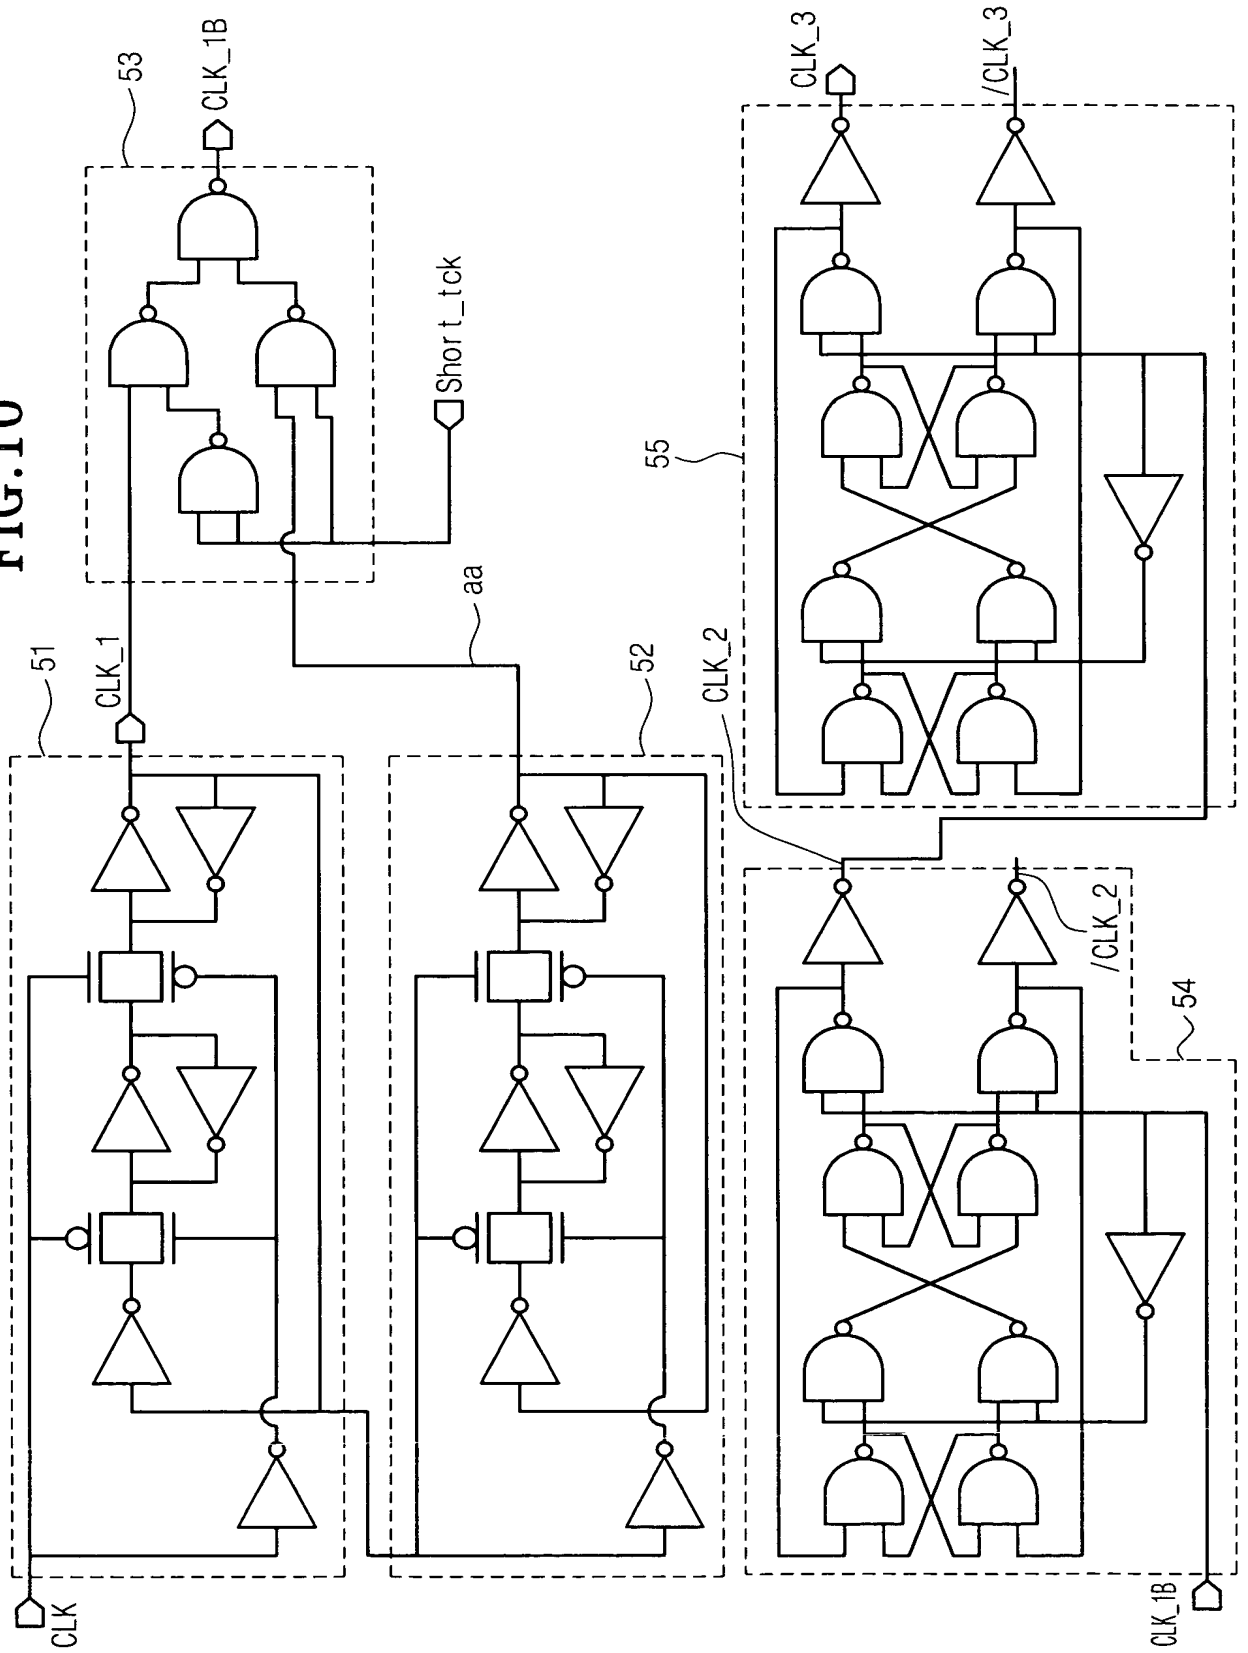 FIG.10
CLK
51
CLK_1
53
CLK_1B
52
aa
Short_tck
CLK_1B
54
/CLK_2
CLK_2
55
CLK_3
/CLK_3